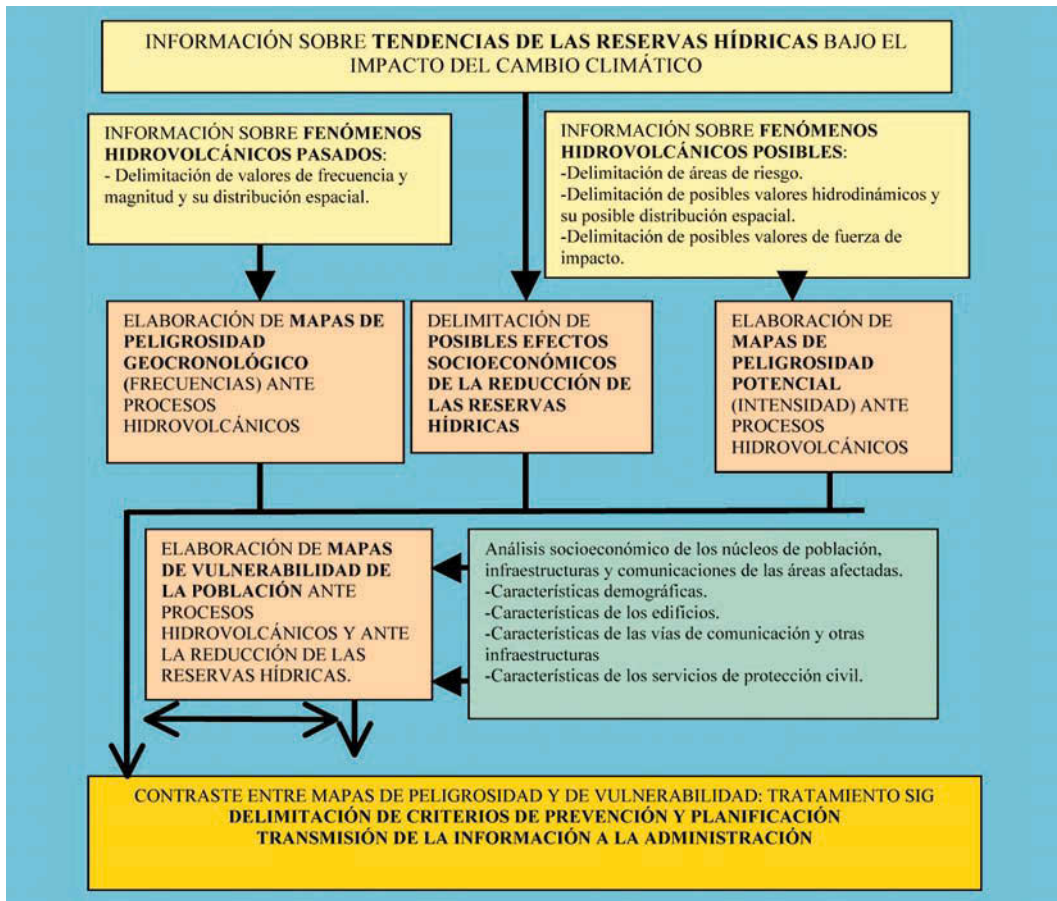 INFORMACIÓN SOBRE TENDENCIAS DE LAS RESERVAS HÍDRICAS BAJO EL
IMPACTO DEL CAMBIO CLIMÁTICO
INFORMACIÓN SOBRE FENÓMENOS
HIDROVOLCÁNICOS PASADOS:
- Delimitación de valores de frecuencia y
magnitud y su distribución espacial.
INFORMACIÓN SOBRE FENÓMENOS
HIDROVOLCÁNICOS POSIBLES:
-Delimitación de áreas de riesgo.
-Delimitación de posibles valores hidrodinámicos y
su posible distribución espacial.
-Delimitación de posibles valores de fuerza de
impacto.
ELABORACIÓN DE MAPAS DE
PELIGROSIDAD
GEOCRONOLÓGICO
(FRECUENCIAS) ANTE
PROCESOS
HIDROVOLCÁNICOS
DELIMITACIÓN DE
POSIBLES EFECTOS
SOCIOECONÓMICOS
DE LA REDUCCIÓN DE
LAS RESERVAS
HÍDRICAS
ELABORACIÓN DE
MAPAS DE
PELIGROSIDAD
POTENCIAL
(INTENSIDAD) ANTE
PROCESOS
HIDROVOLCÁNICOS
ELABORACIÓN DE MAPAS
DE VULNERABILIDAD DE
LA POBLACIÓN ANTE
PROCESOS
HIDROVOLCÁNICOS Y ANTE
LA REDUCCIÓN DE LAS
RESERVAS HÍDRICAS.
Análisis socioeconómico de los núcleos de población,
infraestructuras y comunicaciones de las áreas afectadas.
-Características demográficas.
-Características de los edificios.
-Características de las vías de comunicación y otras
infraestructuras
-Características de los servicios de protección civil.
CONTRASTE ENTRE MAPAS DE PELIGROSIDAD Y DE VULNERABILIDAD: TRATAMIENTO SIG
DELIMITACIÓN DE CRITERIOS DE PREVENCIÓN Y PLANIFICACIÓN
TRANSMISIÓN DE LA INFORMACIÓN A LA ADMINISTRACIÓN